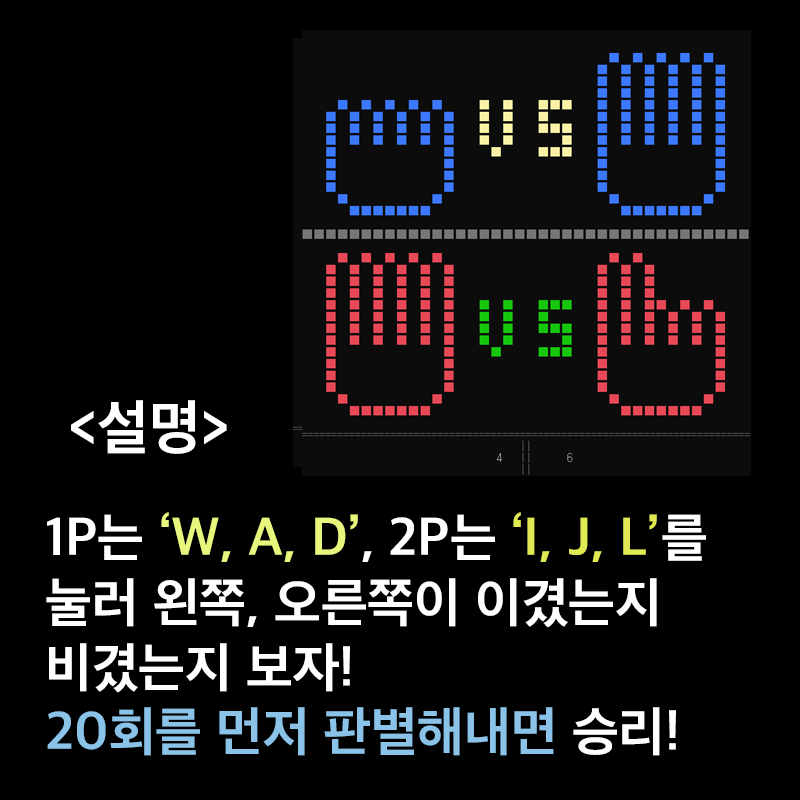 VS
VS
4 || 6
<설명>
1P는 ‘W, A, D’, 2P는 ‘I, J, L’를
눌러 왼쪽, 오른쪽이 이겼는지
비겼는지 보자!
20회를 먼저 판별해내면 승리!